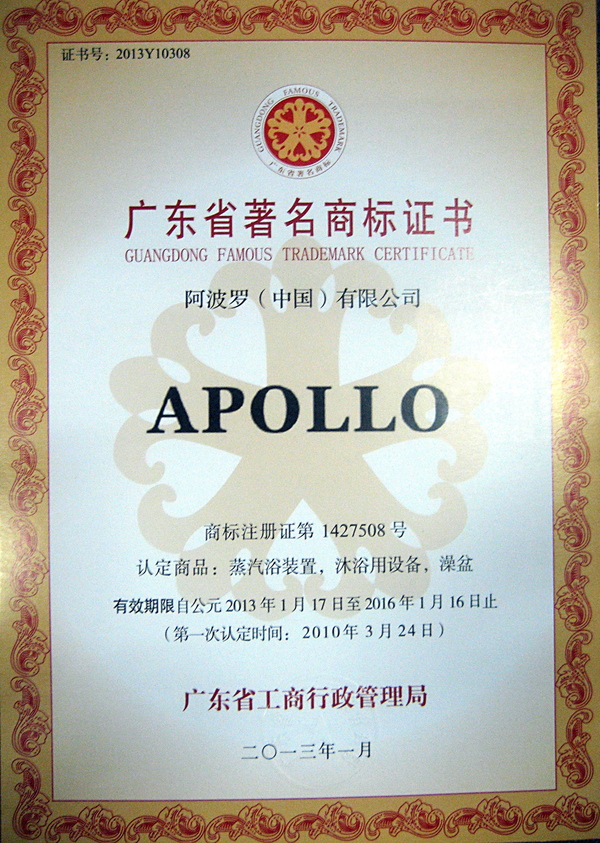 证书号：2013Y10308
GUANGDONG FAMOUS TRADEMARK
广东省著名商标
广东省著名商标证书
GUANGDONG FAMOUS TRADEMARK CERTIFICATE
阿波罗（中国）有限公司
APOLLO
商标注册证第 1427508 号
认定商品：蒸汽浴装置，沐浴用设备，澡盆
有效期限自公元 2013 年 1 月 17 日至 2016 年 1 月 16 日止
（第一次认定时间：2010 年 3 月 24 日）
广东省工商行政管理局
二〇一三年一月